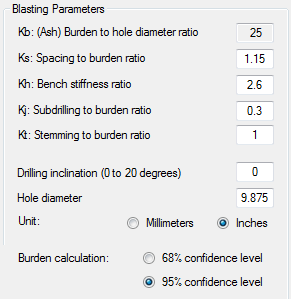 Blasting Parameters
Kb: (Ash) Burden to hole diameter ratio 25
Ks: Spacing to burden ratio 1.15
Kh: Bench stiffness ratio 2.6
Kj: Subdrilling to burden ratio 0.3
Kt: Stemming to burden ratio 1
Drilling inclination (0 to 20 degrees) 0
Hole diameter 9.875
Unit: Millimeters Inches
Burden calculation: 68% confidence level
95% confidence level